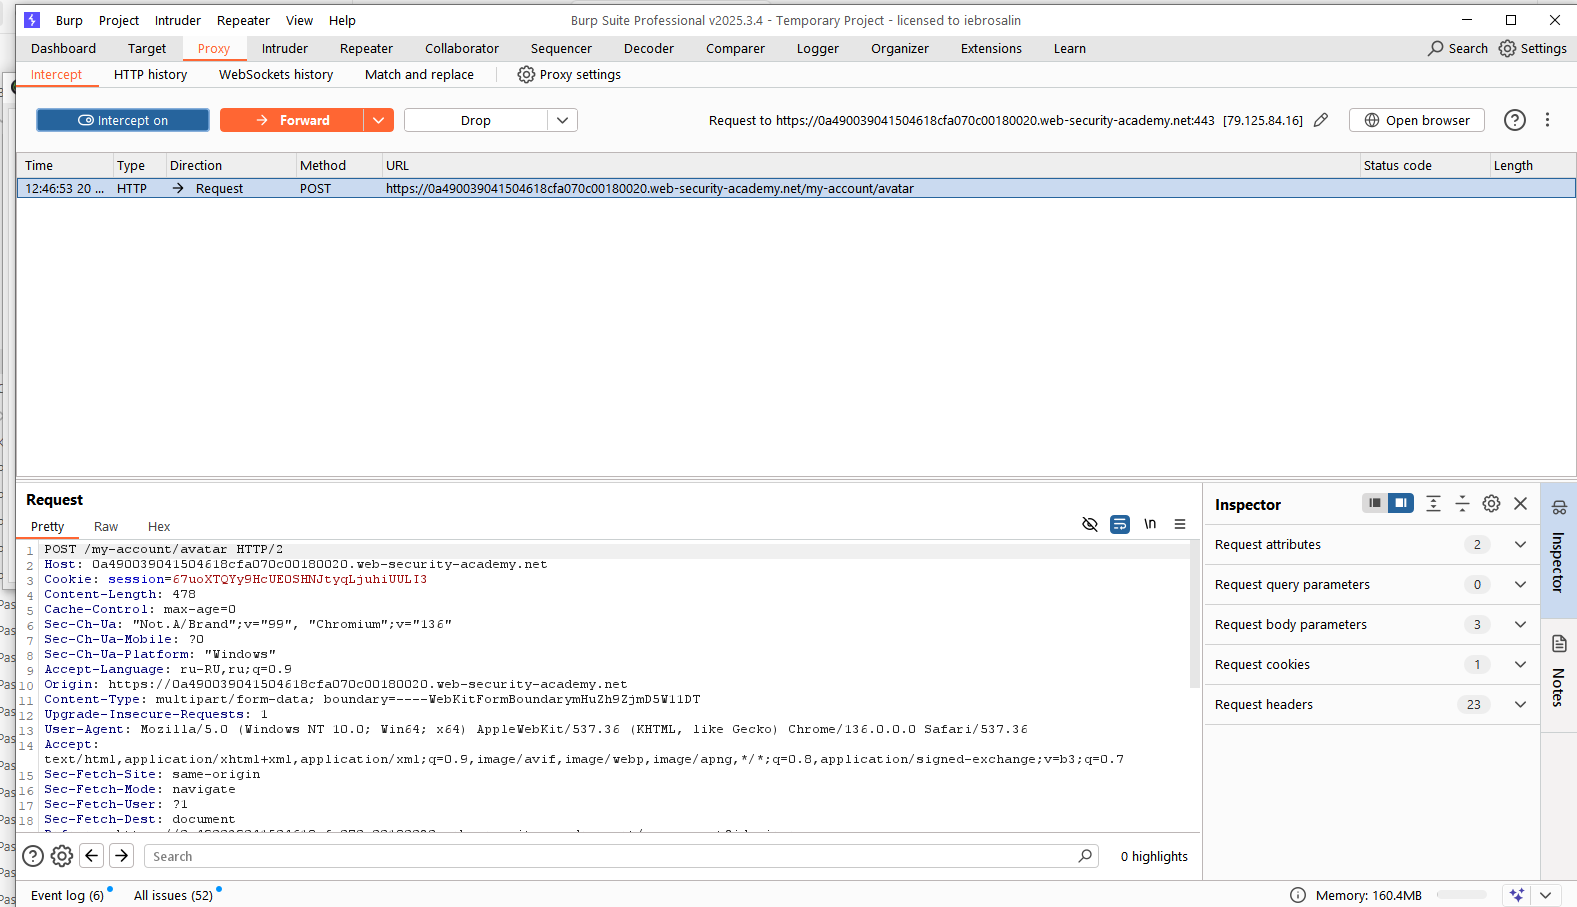 Burp Project Intruder Repeater View Help Burp Suite Professional v2025.3.4 - Temporary Project - licensed to iebrosalin
Dashboard Target Proxy Intruder Repeater Collaborator Sequencer Decoder Comparer Logger Organizer Extensions Learn Search Settings
Intercept HTTP history WebSockets history Match and replace Proxy settings
Intercept on Forward Drop Request to https://0a490039041504618cfa070c00180020.web-security-academy.net:443 [79.125.84.16] Open browser
Time Type Direction Method URL Status code Length
12:46:53 20 ... HTTP Request POST https://0a490039041504618cfa070c00180020.web-security-academy.net/my-account/avatar
Request
Pretty Raw Hex
\n
1 POST /my-account/avatar HTTP/2
2 Host: 0a490039041504618cfa070c00180020.web-security-academy.net
3 Cookie: session=67uoXTQYy9HcUEOSHNJtyqLjuhiUULI3
4 Content-Length: 478
5 Cache-Control: max-age=0
6 Sec-Ch-Ua: "Not.A/Brand";v="99", "Chromium";v="136"
7 Sec-Ch-Ua-Mobile: ?0
8 Sec-Ch-Ua-Platform: "Windows"
9 Accept-Language: ru-RU,ru;q=0.9
10 Origin: https://0a490039041504618cfa070c00180020.web-security-academy.net
11 Content-Type: multipart/form-data; boundary=----WebKitFormBoundarymHuZh9ZjmD5W11DT
12 Upgrade-Insecure-Requests: 1
13 User-Agent: Mozilla/5.0 (Windows NT 10.0; Win64; x64) AppleWebKit/537.36 (KHTML, like Gecko) Chrome/136.0.0.0 Safari/537.36
14 Accept:
text/html,application/xhtml+xml,application/xml;q=0.9,image/avif,image/webp,image/apng,*/*;q=0.8,application/signed-exchange;v=b3;q=0.7
15 Sec-Fetch-Site: same-origin
16 Sec-Fetch-Mode: navigate
17 Sec-Fetch-User: ?1
18 Sec-Fetch-Dest: document
Search 0 highlights
Inspector
Request attributes 2
Request query parameters 0
Request body parameters 3
Request cookies 1
Request headers 23
Inspector
Notes
Event log (6) All issues (52) Memory: 160.4MB